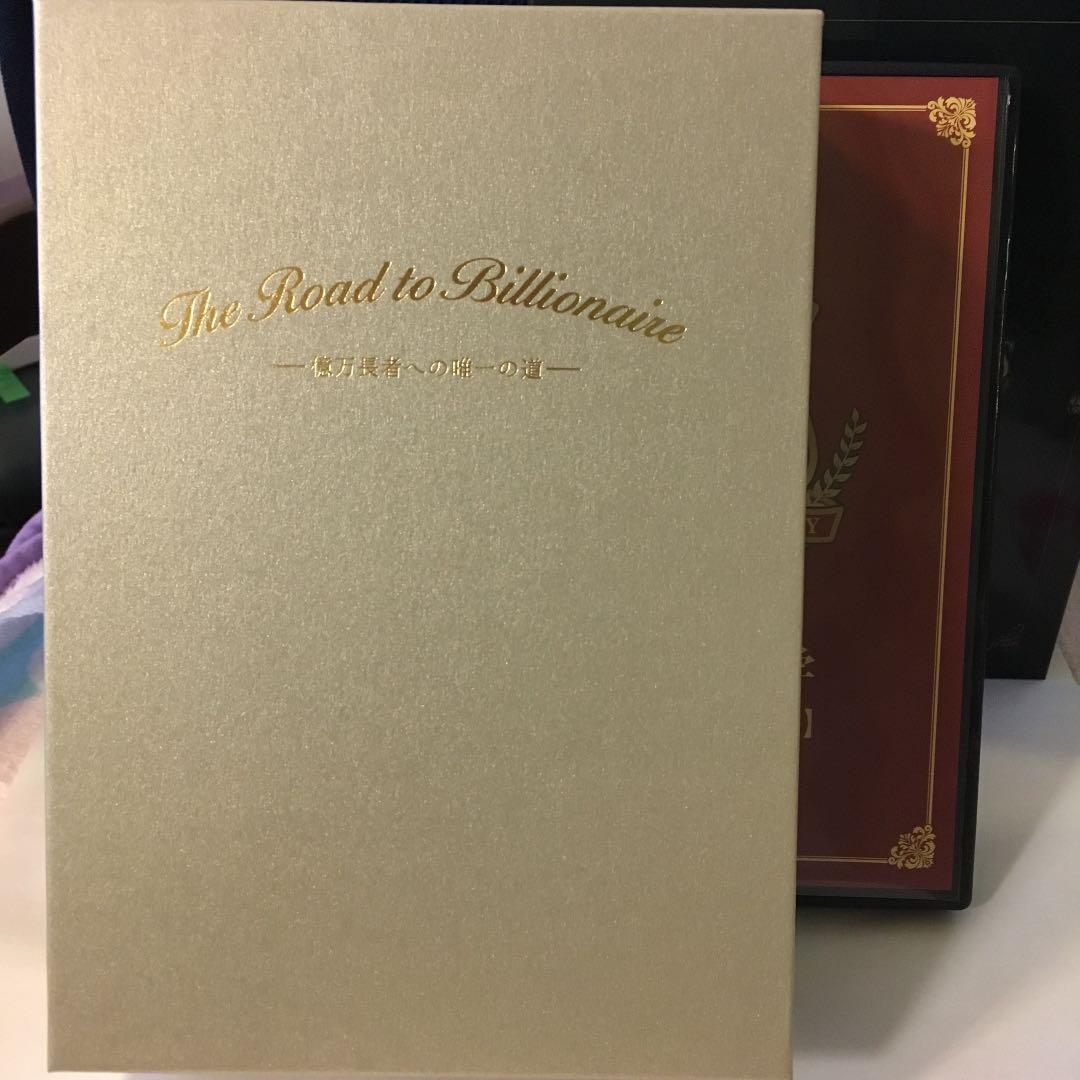 The Road to Billionaire
—億万長者への唯一の道—
Y
】